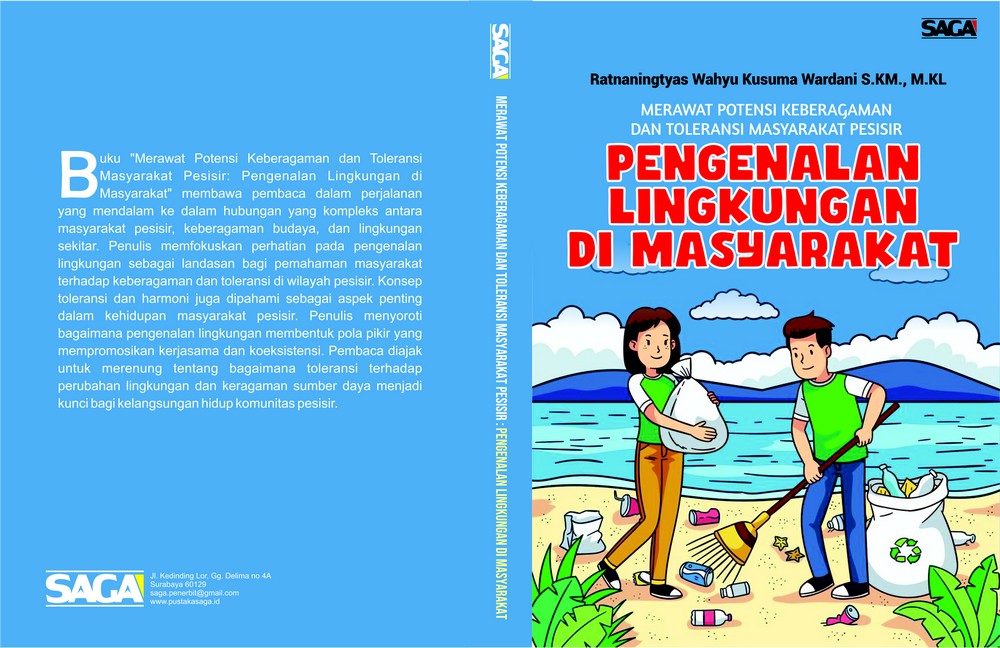 Buku "Merawat Potensi Keberagaman dan Toleransi
Masyarakat Pesisir: Pengenalan Lingkungan di
Masyarakat" membawa pembaca dalam perjalanan
yang mendalam ke dalam hubungan yang kompleks antara
masyarakat pesisir, keberagaman budaya, dan lingkungan
sekitar. Penulis memfokuskan perhatian pada pengenalan
lingkungan sebagai landasan bagi pemahaman masyarakat
terhadap keberagaman dan toleransi di wilayah pesisir. Konsep
toleransi dan harmoni juga dipahami sebagai aspek penting
dalam kehidupan masyarakat pesisir. Penulis menyoroti
bagaimana pengenalan lingkungan membentuk pola pikir yang
mempromosikan kerjasama dan koeksistensi. Pembaca diajak
untuk merenung tentang bagaimana toleransi terhadap
perubahan lingkungan dan keragaman sumber daya menjadi
kunci bagi kelangsungan hidup komunitas pesisir.
SAGA
Jl. Kedinding Lor, Gg. Delima no 4A
Surabaya 60129
saga.penerbit@gmail.com
www.pustakasaga.id
SAGA
MERAWAT POTENSI KEBERAGAMAN DAN TOLERANSI MASYARAKAT PESISIR : PENGENALAN LINGKUNGAN DI MASYARAKAT
SAGA
Ratnaningtyas Wahyu Kusuma Wardani S.KM., M.KL
MERAWAT POTENSI KEBERAGAMAN
DAN TOLERANSI MASYARAKAT PESISIR
PENGENALAN
LINGKUNGAN
DI MASYARAKAT